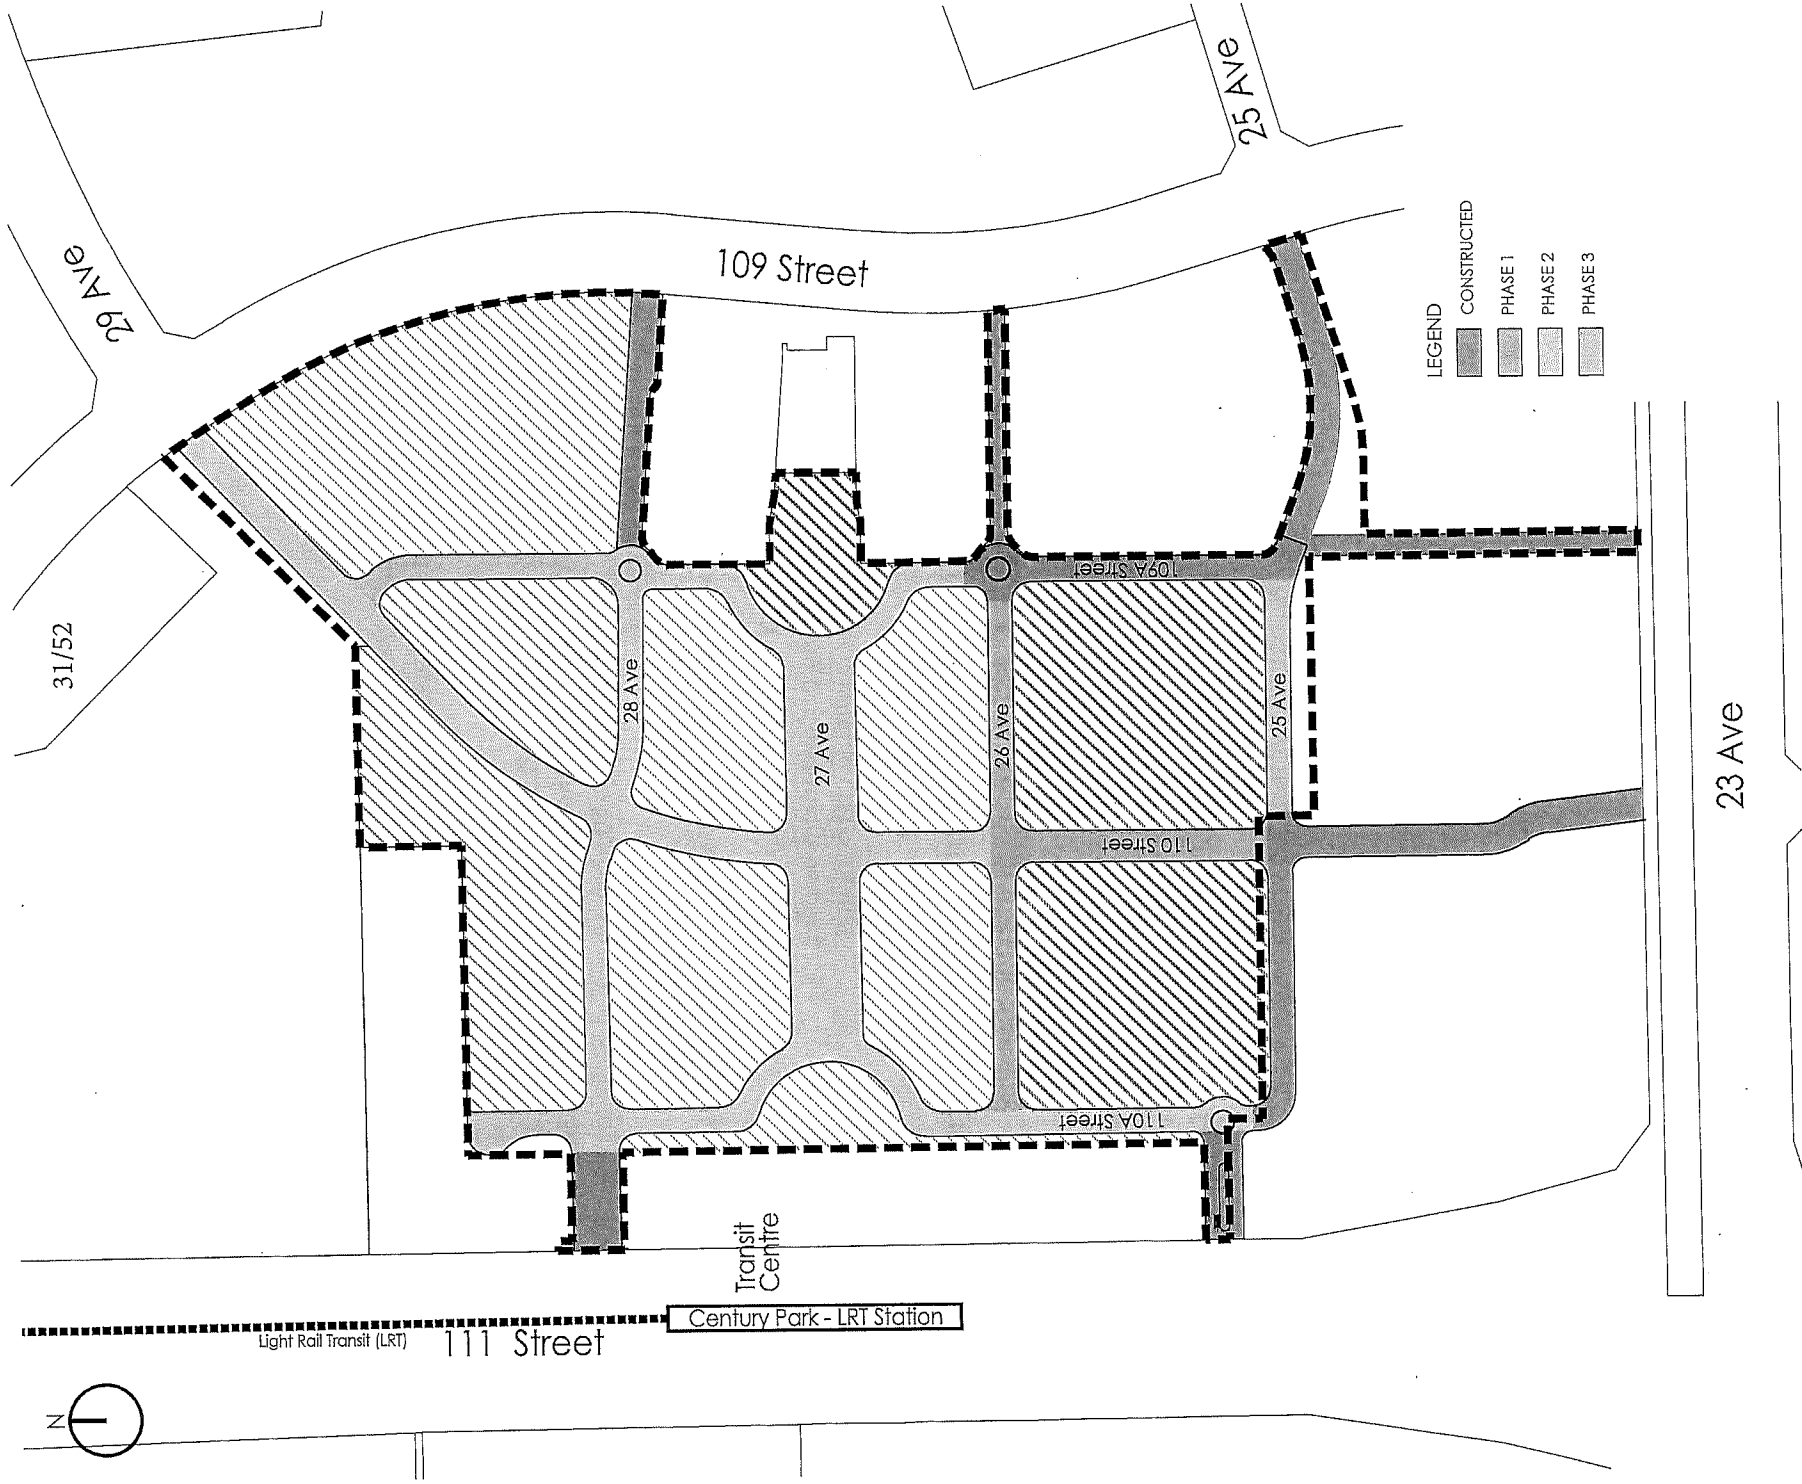 25 Ave
29 Ave
109 Street
31/52
LEGEND
CONSTRUCTED
PHASE 1
PHASE 2
PHASE 3
109A Street
28 Ave
27 Ave
26 Ave
25 Ave
110 Street
23 Ave
110A Street
Transit
Centre
Century Park - LRT Station
Light Rail Transit (LRT)
111 Street
N